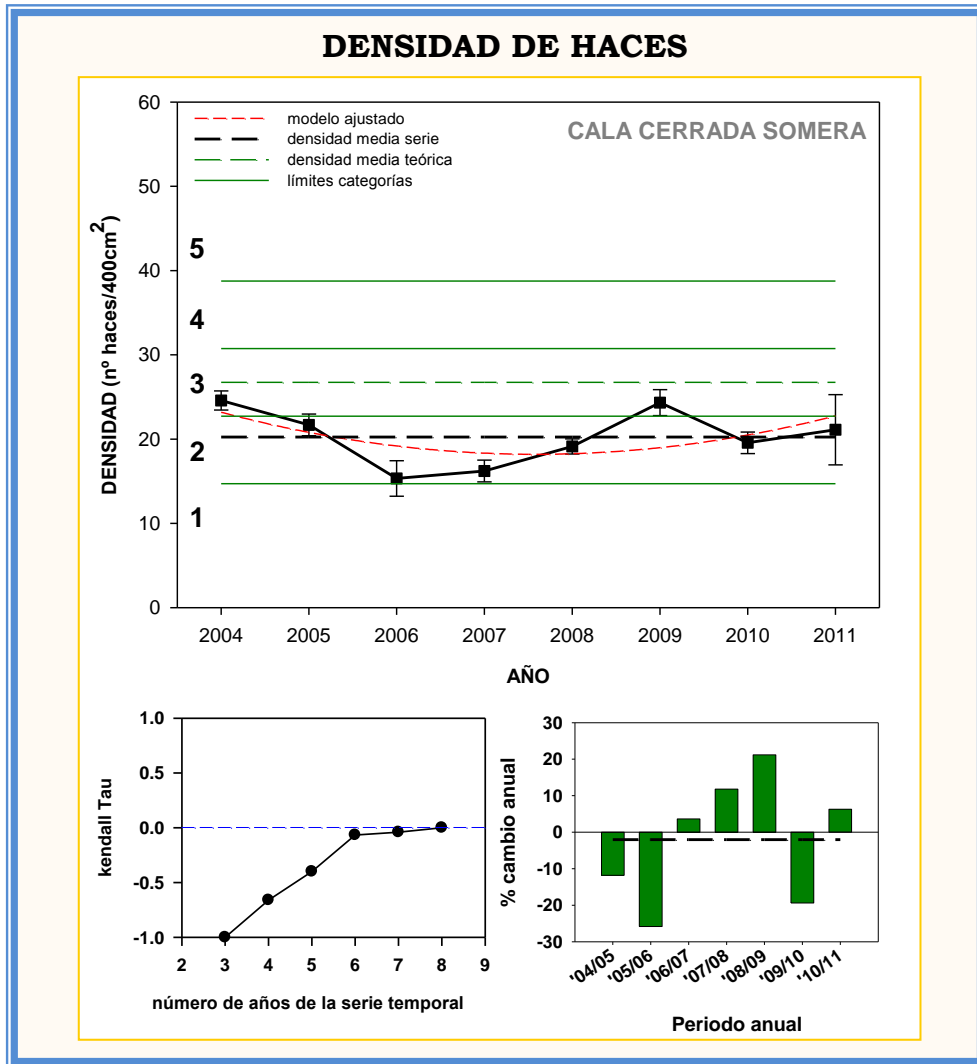 DENSIDAD DE HACES
CALA CERRADA SOMERA
modelo ajustado
densidad media serie
densidad media teórica
límites categorías
DENSIDAD (nº haces/400cm2)
60
50
40
30
20
10
0
5
4
3
2
1
2004 2005 2006 2007 2008 2009 2010 2011
AÑO
kendall Tau
1.0
0.5
0.0
-0.5
-1.0
2 3 4 5 6 7 8 9
número de años de la serie temporal
% cambio anual
30
20
10
0
-10
-20
-30
'04/05 '05/06 '06/07 '07/08 '08/09 '09/10 '10/11
Periodo anual